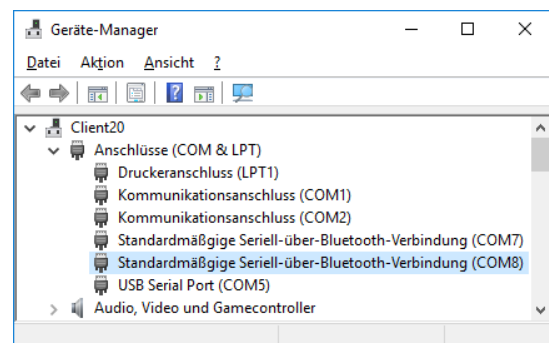 Geräte-Manager
Datei Aktion Ansicht ?
Client20
Anschlüsse (COM & LPT)
Druckeranschluss (LPT1)
Kommunikationsanschluss (COM1)
Kommunikationsanschluss (COM2)
Standardmäßgige Seriell-über-Bluetooth-Verbindung (COM7)
Standardmäßgige Seriell-über-Bluetooth-Verbindung (COM8)
USB Serial Port (COM5)
Audio, Video und Gamecontroller